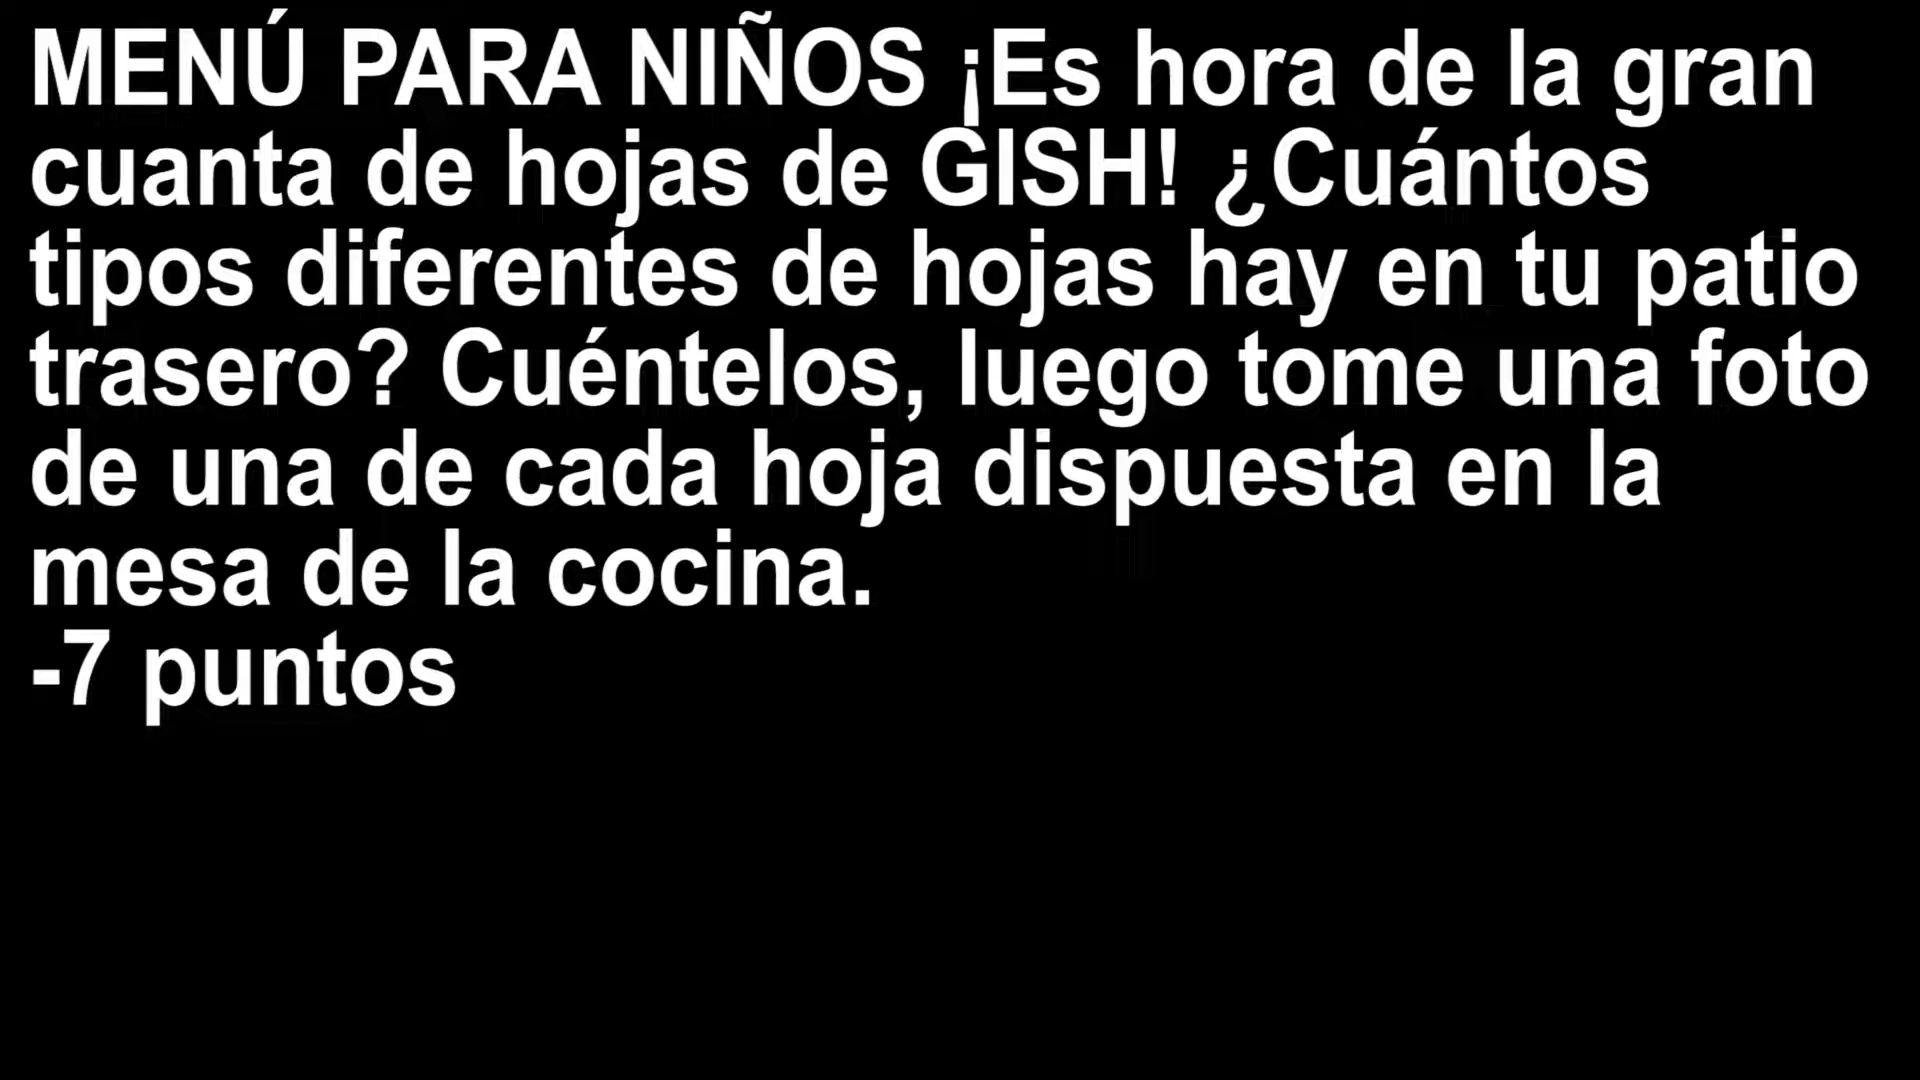 MENÚ PARA NIÑOS ¡Es hora de la gran
cuanta de hojas de GISH! ¿Cuántos
tipos diferentes de hojas hay en tu patio
trasero? Cuéntelos, luego tome una foto
de una de cada hoja dispuesta en la
mesa de la cocina.
-7 puntos